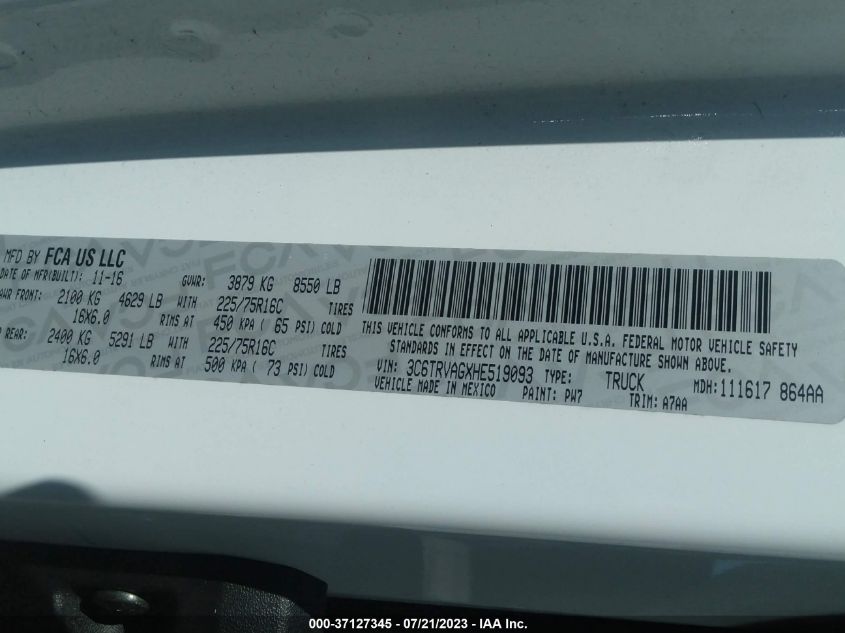 MFD BY FCA US LLC
DATE OF MFR(BUILT): 11-16 GVWR: 3879 KG 8550 LB
AWR FRONT: 2100 KG 4629 LB WITH 225/75R16C TIRES
16X6.0 RIMS AT 450 KPA ( 65 PSI) COLD
REAR: 2400 KG 5291 LB WITH 225/75R16C TIRES
16X6.0 RIMS AT 500 KPA ( 73 PSI) COLD
THIS VEHICLE CONFORMS TO ALL APPLICABLE U.S.A. FEDERAL MOTOR VEHICLE SAFETY
STANDARDS IN EFFECT ON THE DATE OF MANUFACTURE SHOWN ABOVE.
VIN: 3C6TRVAGXHE519093 TYPE: TRUCK MDH:111617 864AA
VEHICLE MADE IN MEXICO PAINT: PW7 TRIM: A7AA
000-37127345 - 07/21/2023 - IAA Inc.